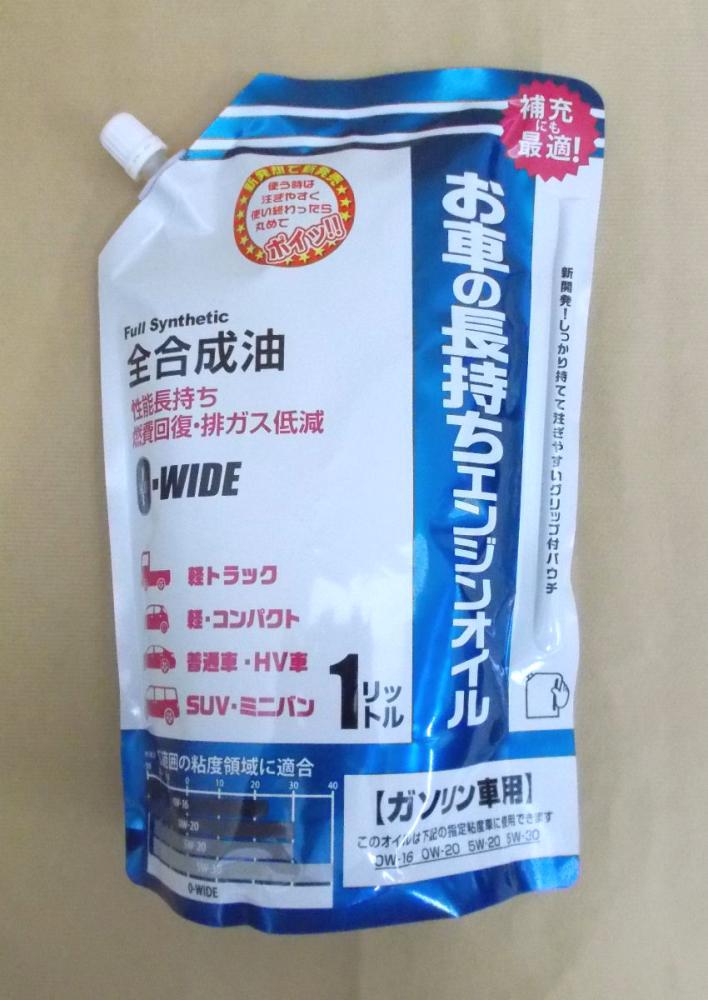 補充
にも
最適!
新発想で新発売
使う時は
注ぎやすく
使い終わったら
丸めて
ポイッ!!
お車の長持ちエンジンオイル
新開発!しっかり持てて注ぎやすいグリップ付パウチ
Full Synthetic
全合成油
性能長持ち
燃費回復・排ガス低減
0-WIDE
軽トラック
軽・コンパクト
普通車・HV車
SUV・ミニバン
1リットル
範囲の粘度領域に適合
0 10 20 30 40
0W-16
0W-20
5W-20
5W-30
0-WIDE
【ガソリン車用】
このオイルは下記の指定粘度車に使用できます
0W-16 0W-20 5W-20 5W-30